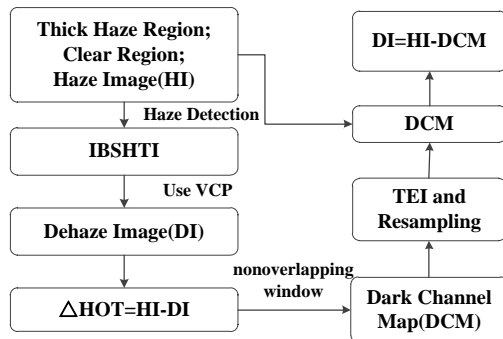 Thick Haze Region;
Clear Region;
Haze Image(HI)
Haze Detection
IBSHTI
Use VCP
Dehaze Image(DI)
△HOT=HI-DI
nonoverlapping
window
Dark Channel
Map(DCM)
TEI and
Resampling
DCM
DI=HI-DCM